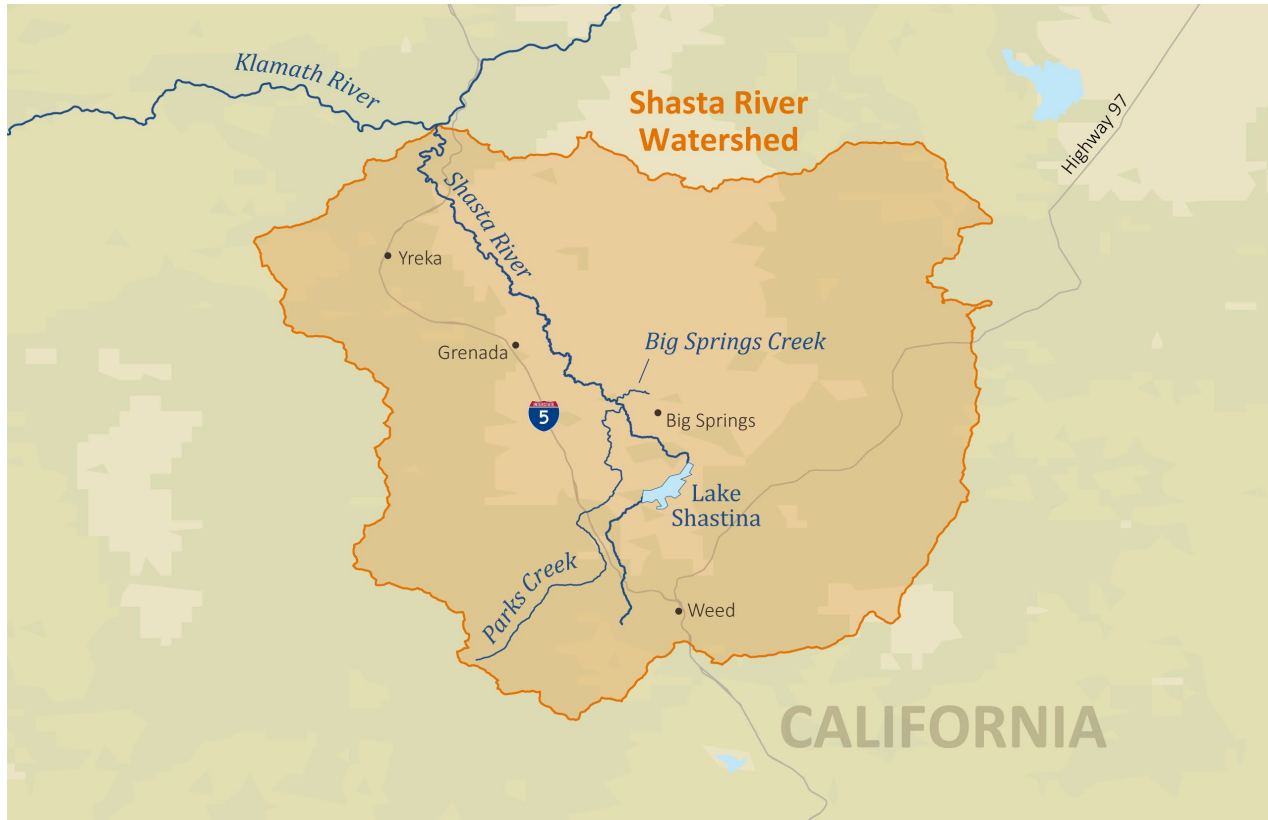 Klamath River
Shasta River
Watershed
Highway 97
Shasta River
Yreka
Big Springs Creek
Grenada
5
Big Springs
Lake
Shastina
Parks Creek
Weed
CALIFORNIA